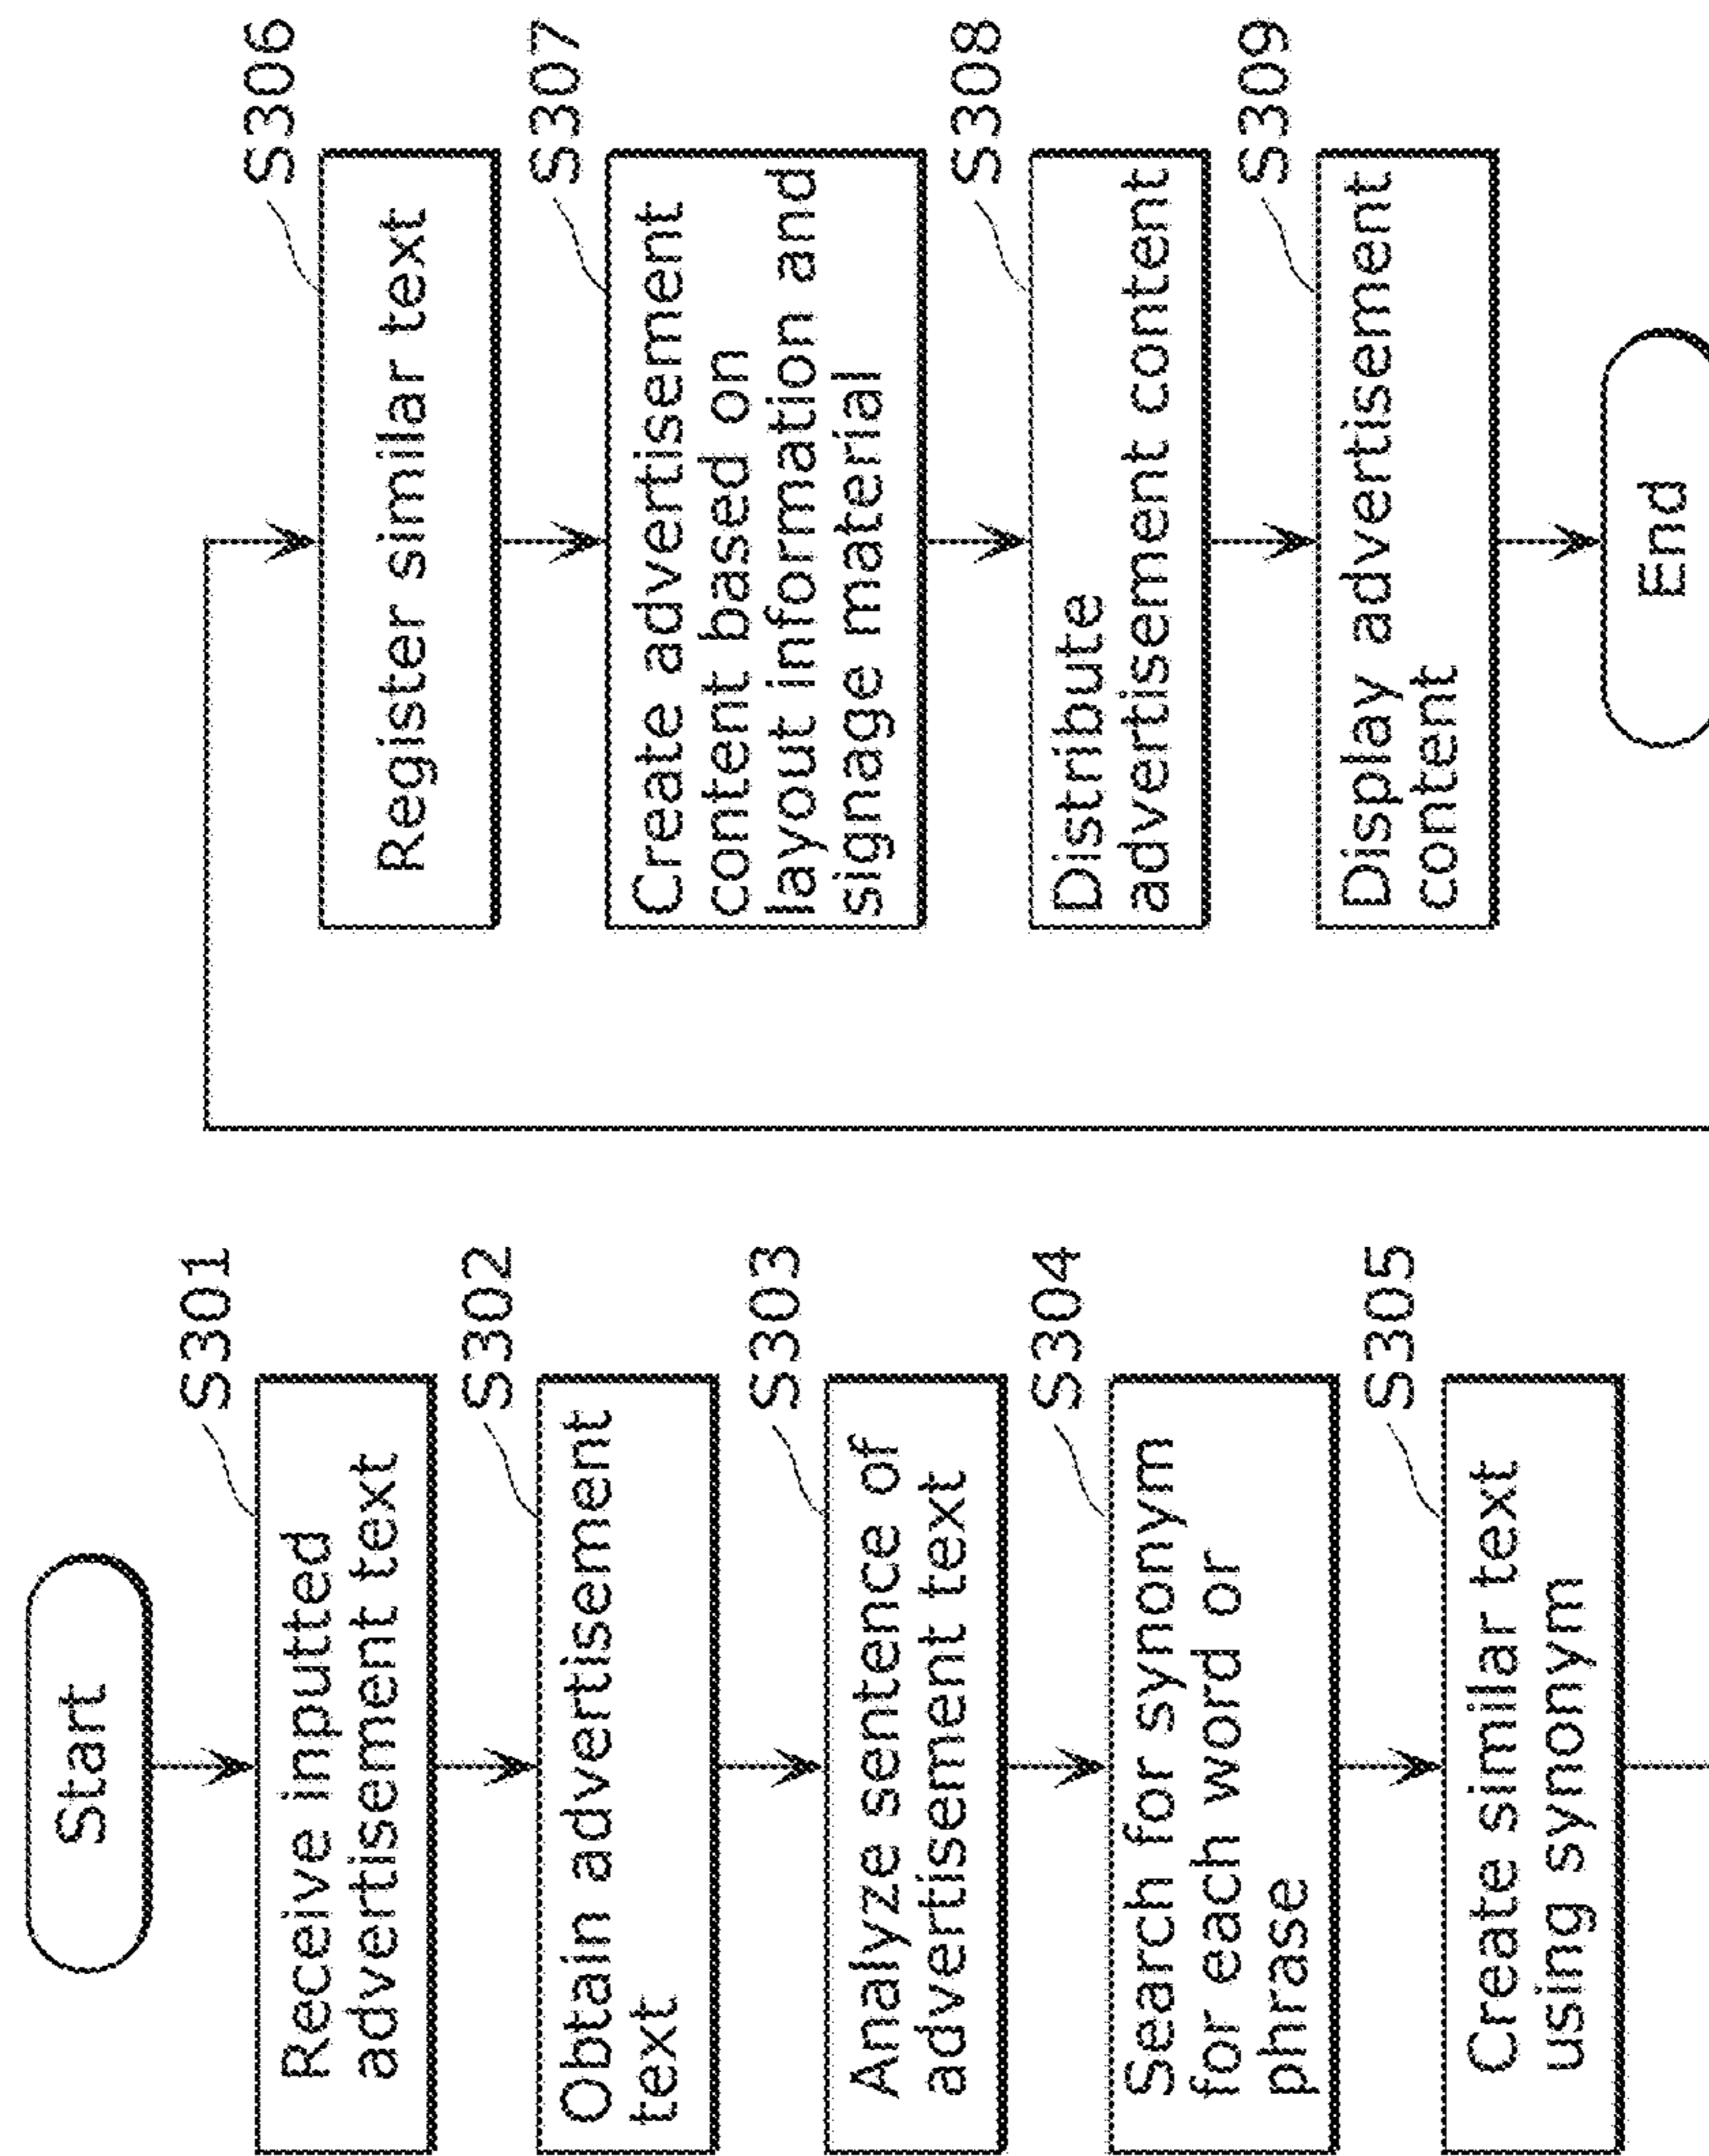 Start
S301
Receive inputted
advertisement text
S302
Obtain advertisement
text
S303
Analyze sentence of
advertisement text
S304
Search for synonym
for each word or
phrase
S305
Create similar text
using synonym
S306
Register similar text
S307
Create advertisement
content based on
layout information and
signage material
S308
Distribute
advertisement content
S309
Display advertisement
content
End